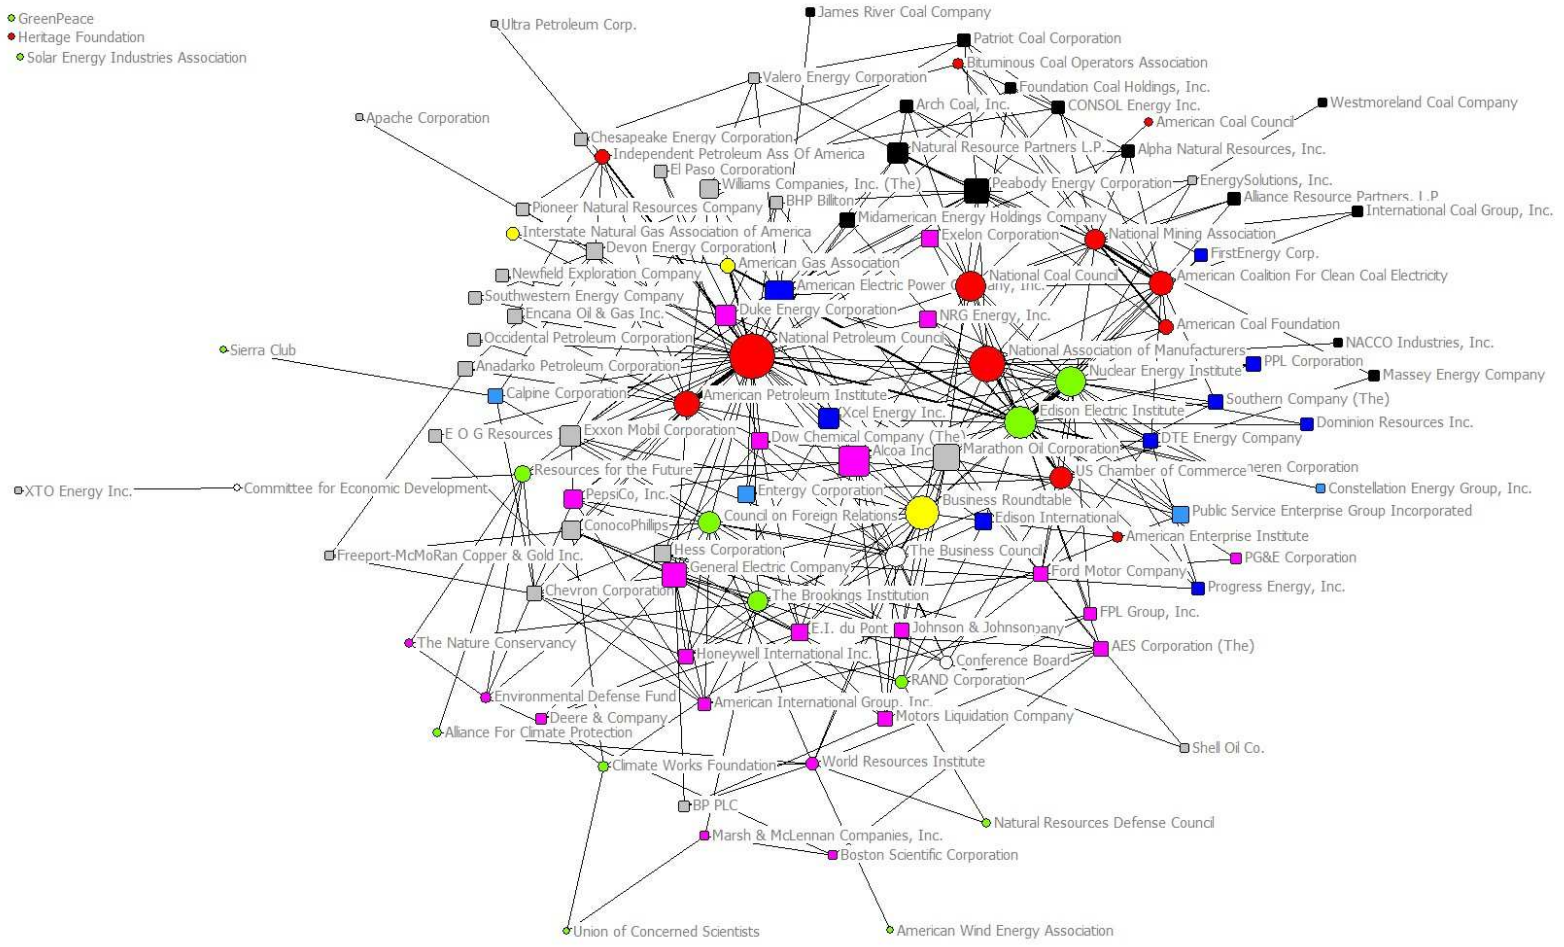 GreenPeace
Heritage Foundation
Solar Energy Industries Association
James River Coal Company
Ultra Petroleum Corp.
Patriot Coal Corporation
Bituminous Coal Operators Association
Valero Energy Corporation
Foundation Coal Holdings, Inc.
Arch Coal, Inc.
CONSOL Energy Inc.
Westmoreland Coal Company
Apache Corporation
American Coal Council
Chesapeake Energy Corporation
Natural Resource Partners L.P.
Alpha Natural Resources, Inc.
Independent Petroleum Ass Of America
El Paso Corporation
Williams Companies, Inc. (The)
Peabody Energy Corporation
EnergySolutions, Inc.
Alliance Resource Partners, L.P
BHP Billiton
Pioneer Natural Resources Company
Midamerican Energy Holdings Company
International Coal Group, Inc.
Interstate Natural Gas Association of America
Exelon Corporation
National Mining Association
Devon Energy Corporation
FirstEnergy Corp.
American Gas Association
Newfield Exploration Company
National Coal Council
American Coalition For Clean Coal Electricity
American Electric Power C ny, Inc.
Southwestern Energy Company
Duke Energy Corporation
Encana Oil & Gas Inc.
NRG Energy, Inc.
American Coal Foundation
Occidental Petroleum Corporation
National Petroleum Council
NACCO Industries, Inc.
Sierra Club
National Association of Manufacturers
PPL Corporation
Anadarko Petroleum Corporation
Nuclear Energy Institute
Massey Energy Company
Calpine Corporation
American Petroleum Institute
Southern Company (The)
Xcel Energy Inc.
Edison Electric Institute
Dominion Resources Inc.
E O G Resources
Exxon Mobil Corporation
Dow Chemical Company (The)
DTE Energy Company
Alcoa Inc
Marathon Oil Corporation
Resources for the Future
US Chamber of Commerce
eren Corporation
XTO Energy Inc.
Committee for Economic Development
PepsiCo, Inc.
Entergy Corporation
Constellation Energy Group, Inc.
Business Roundtable
Public Service Enterprise Group Incorporated
ConocoPhillips
Council on Foreign Relations
Edison International
American Enterprise Institute
Freeport-McMoRan Copper & Gold Inc.
Hess Corporation
The Business Council
PG&E Corporation
General Electric Company
Ford Motor Company
Chevron Corporation
The Brookings Institution
Progress Energy, Inc.
FPL Group, Inc.
E.I. du Pont
Johnson & Johnson
pany
The Nature Conservancy
Honeywell International Inc.
Conference Board
AES Corporation (The)
RAND Corporation
Environmental Defense Fund
American International Group, Inc.
Deere & Company
Motors Liquidation Company
Alliance For Climate Protection
Shell Oil Co.
Climate Works Foundation
World Resources Institute
BP PLC
Natural Resources Defense Council
Marsh & McLennan Companies, Inc.
Boston Scientific Corporation
Union of Concerned Scientists
American Wind Energy Association